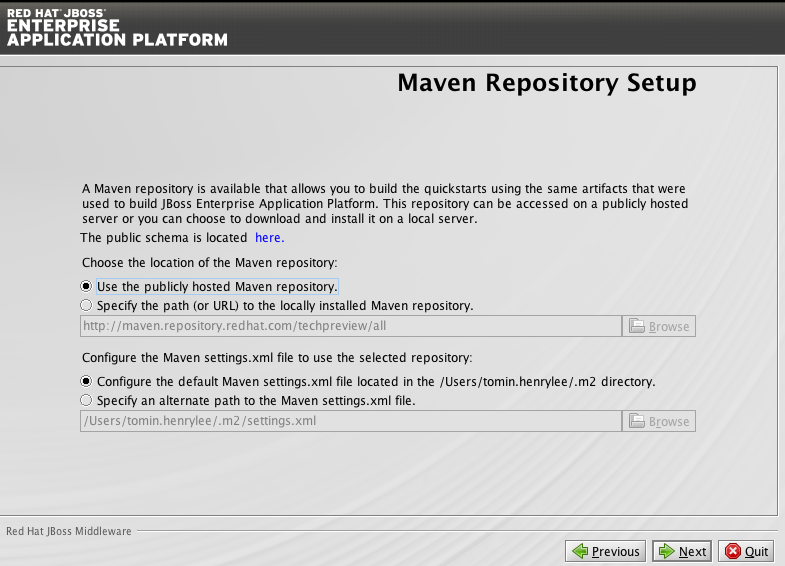 RED HAT® JBOSS®
ENTERPRISE
APPLICATION PLATFORM
Maven Repository Setup
A Maven repository is available that allows you to build the quickstarts using the same artifacts that were
used to build JBoss Enterprise Application Platform. This repository can be accessed on a publicly hosted
server or you can choose to download and install it on a local server.
The public schema is located here.
Choose the location of the Maven repository:
Use the publicly hosted Maven repository.
Specify the path (or URL) to the locally installed Maven repository.
http://maven.repository.redhat.com/techpreview/all Browse
Configure the Maven settings.xml file to use the selected repository:
Configure the default Maven settings.xml file located in the /Users/tomin.henrylee/.m2 directory.
Specify an alternate path to the Maven settings.xml file.
/Users/tomin.henrylee/.m2/settings.xml Browse
Red Hat JBoss Middleware
Previous Next Quit